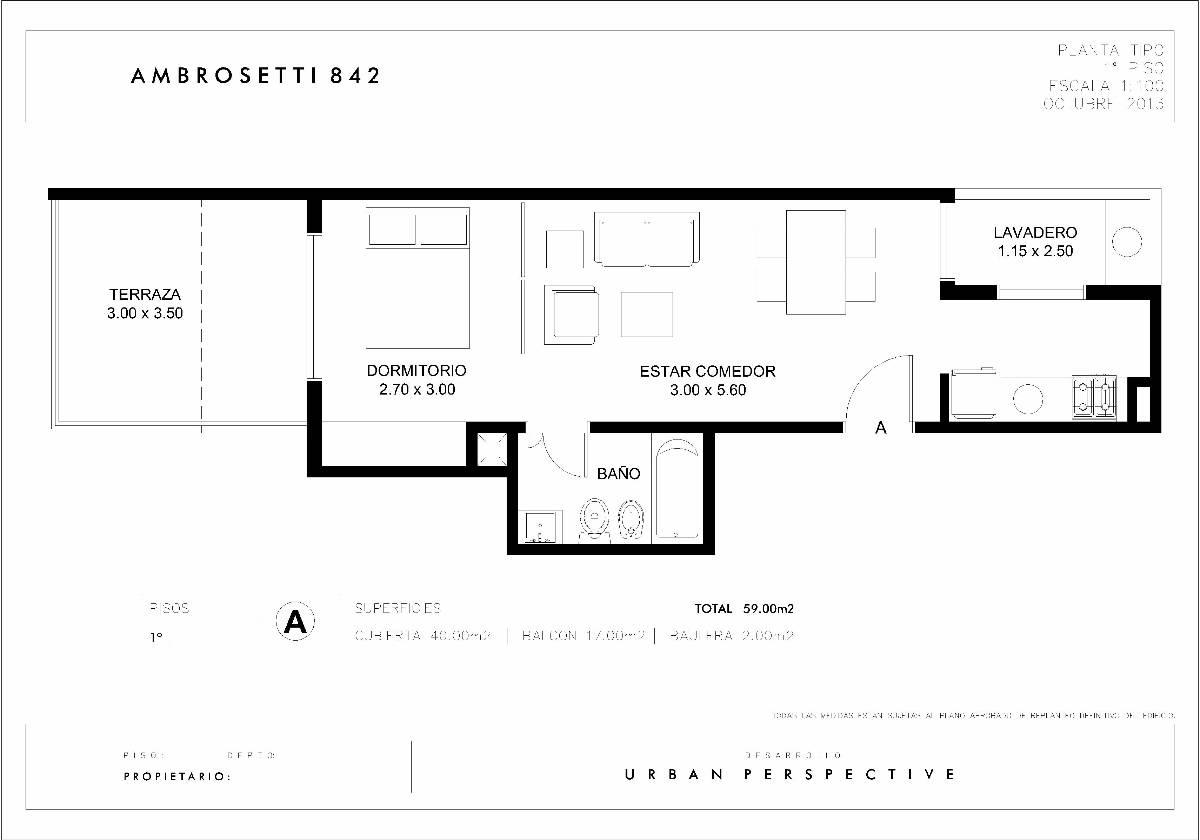 AMBROSETTI 842
PLANTA TIPO
1° PISO
ESCALA 1:100
OCTUBRE 2013
LAVADERO
1.15 x 2.50
TERRAZA
3.00 x 3.50
DORMITORIO
2.70 x 3.00
ESTAR COMEDOR
3.00 x 5.60
A
BAÑO
PISOS
1°
A
SUPERFICIES
TOTAL 59.00m2
CUBIERTA 40.00m2 | BALCON 17.00m2 | BAULERA 2.00m2
TODAS LAS MEDIDAS ESTAN SUJETAS AL PLANO APROBADO DE REPLANTEO DEFINITIVO DEL EDIFICIO.
PISO: DEPTO:
PROPIETARIO:
DESARROLLO
URBAN PERSPECTIVE